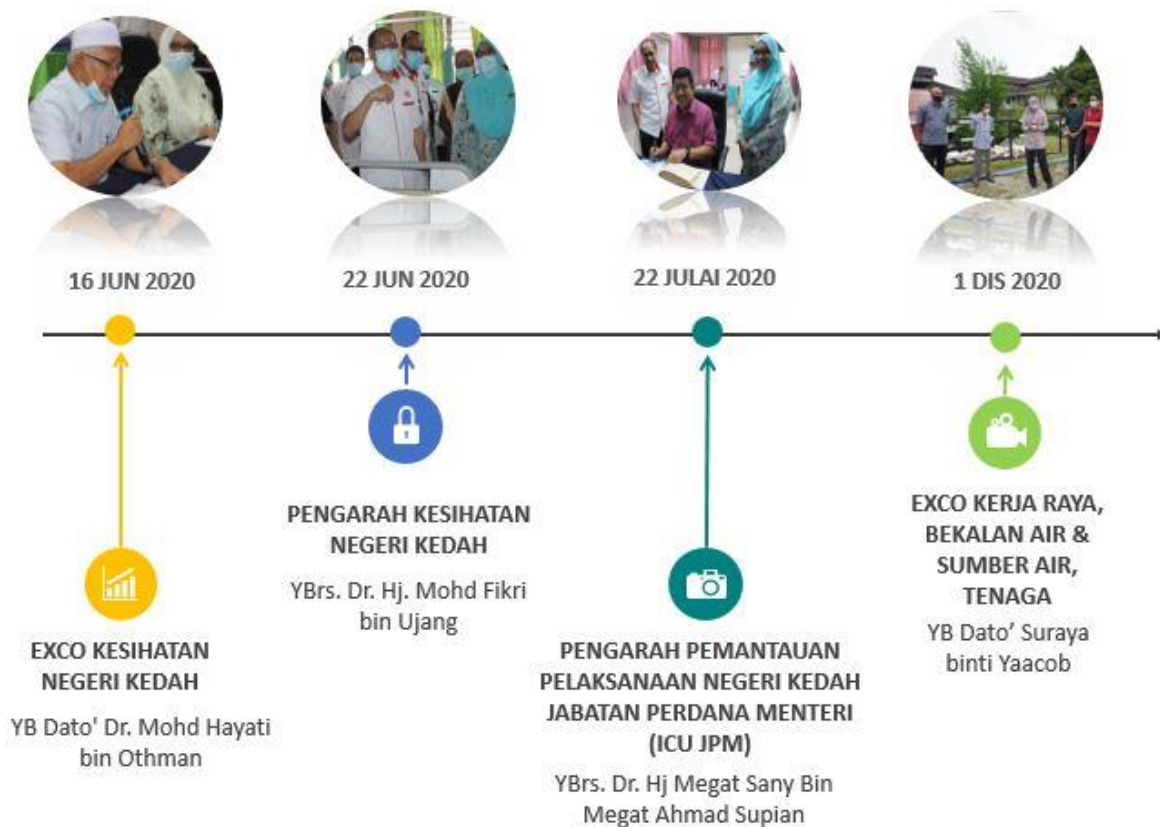 16 JUN 2020
22 JUN 2020
22 JULAI 2020
1 DIS 2020
EXCO KESIHATAN
NEGERI KEDAH
YB Dato' Dr. Mohd Hayati
bin Othman
PENGARAH KESIHATAN
NEGERI KEDAH
YBrs. Dr. Hj. Mohd Fikri
bin Ujang
PENGARAH PEMANTAUAN
PELAKSANAAN NEGERI KEDAH
JABATAN PERDANA MENTERI
(ICU JPM)
YBrs. Dr. Hj Megat Sany Bin
Megat Ahmad Supian
EXCO KERJA RAYA,
BEKALAN AIR &
SUMBER AIR,
TENAGA
YB Dato’ Suraya
binti Yaacob